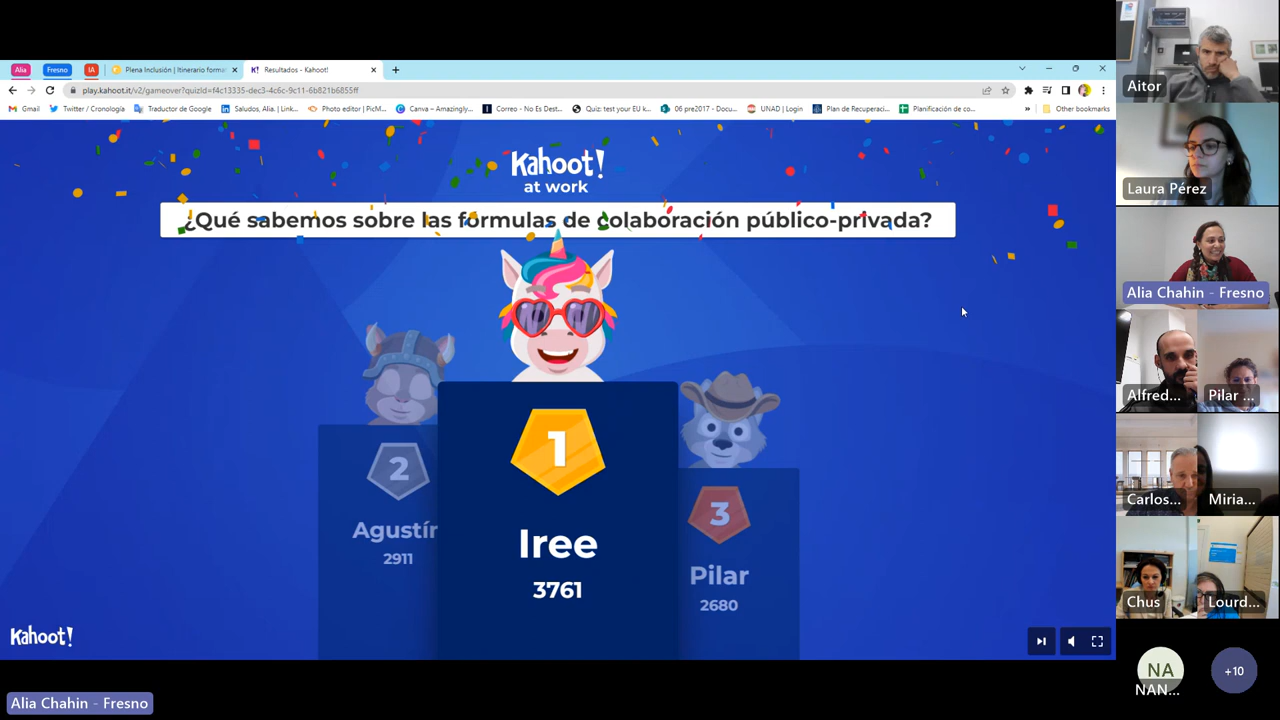 Alia
Fresno
IA
Plena Inclusión | Itinerario forma
Resultados - Kahoot!
play.kahoot.it/v2/gameover?quizId=f4c13335-dec3-4c6c-9c11-6b821b6855ff
Gmail
Twitter / Cronología
Traductor de Google
Saludos, Alia. | Link...
Photo editor | PicM...
Canva – Amazingly...
Correo - No Es Dest...
Quiz: test your EU k...
06 pre2017 - Docu...
UNAD | Login
Plan de Recuperaci...
Planificación de co...
»
Other bookmarks
Kahoot!
at work
¿Qué sabemos sobre las fórmulas de colaboración público-privada?
1
Iree
3761
2
Agustín
2911
3
Pilar
2680
Kahoot!
Alia Chahin - Fresno
Aitor
Laura Pérez
Alia Chahin - Fresno
Alfred...
Pilar ...
Carlos...
Miria...
Chus
Lourd...
NA
NAN...
+10